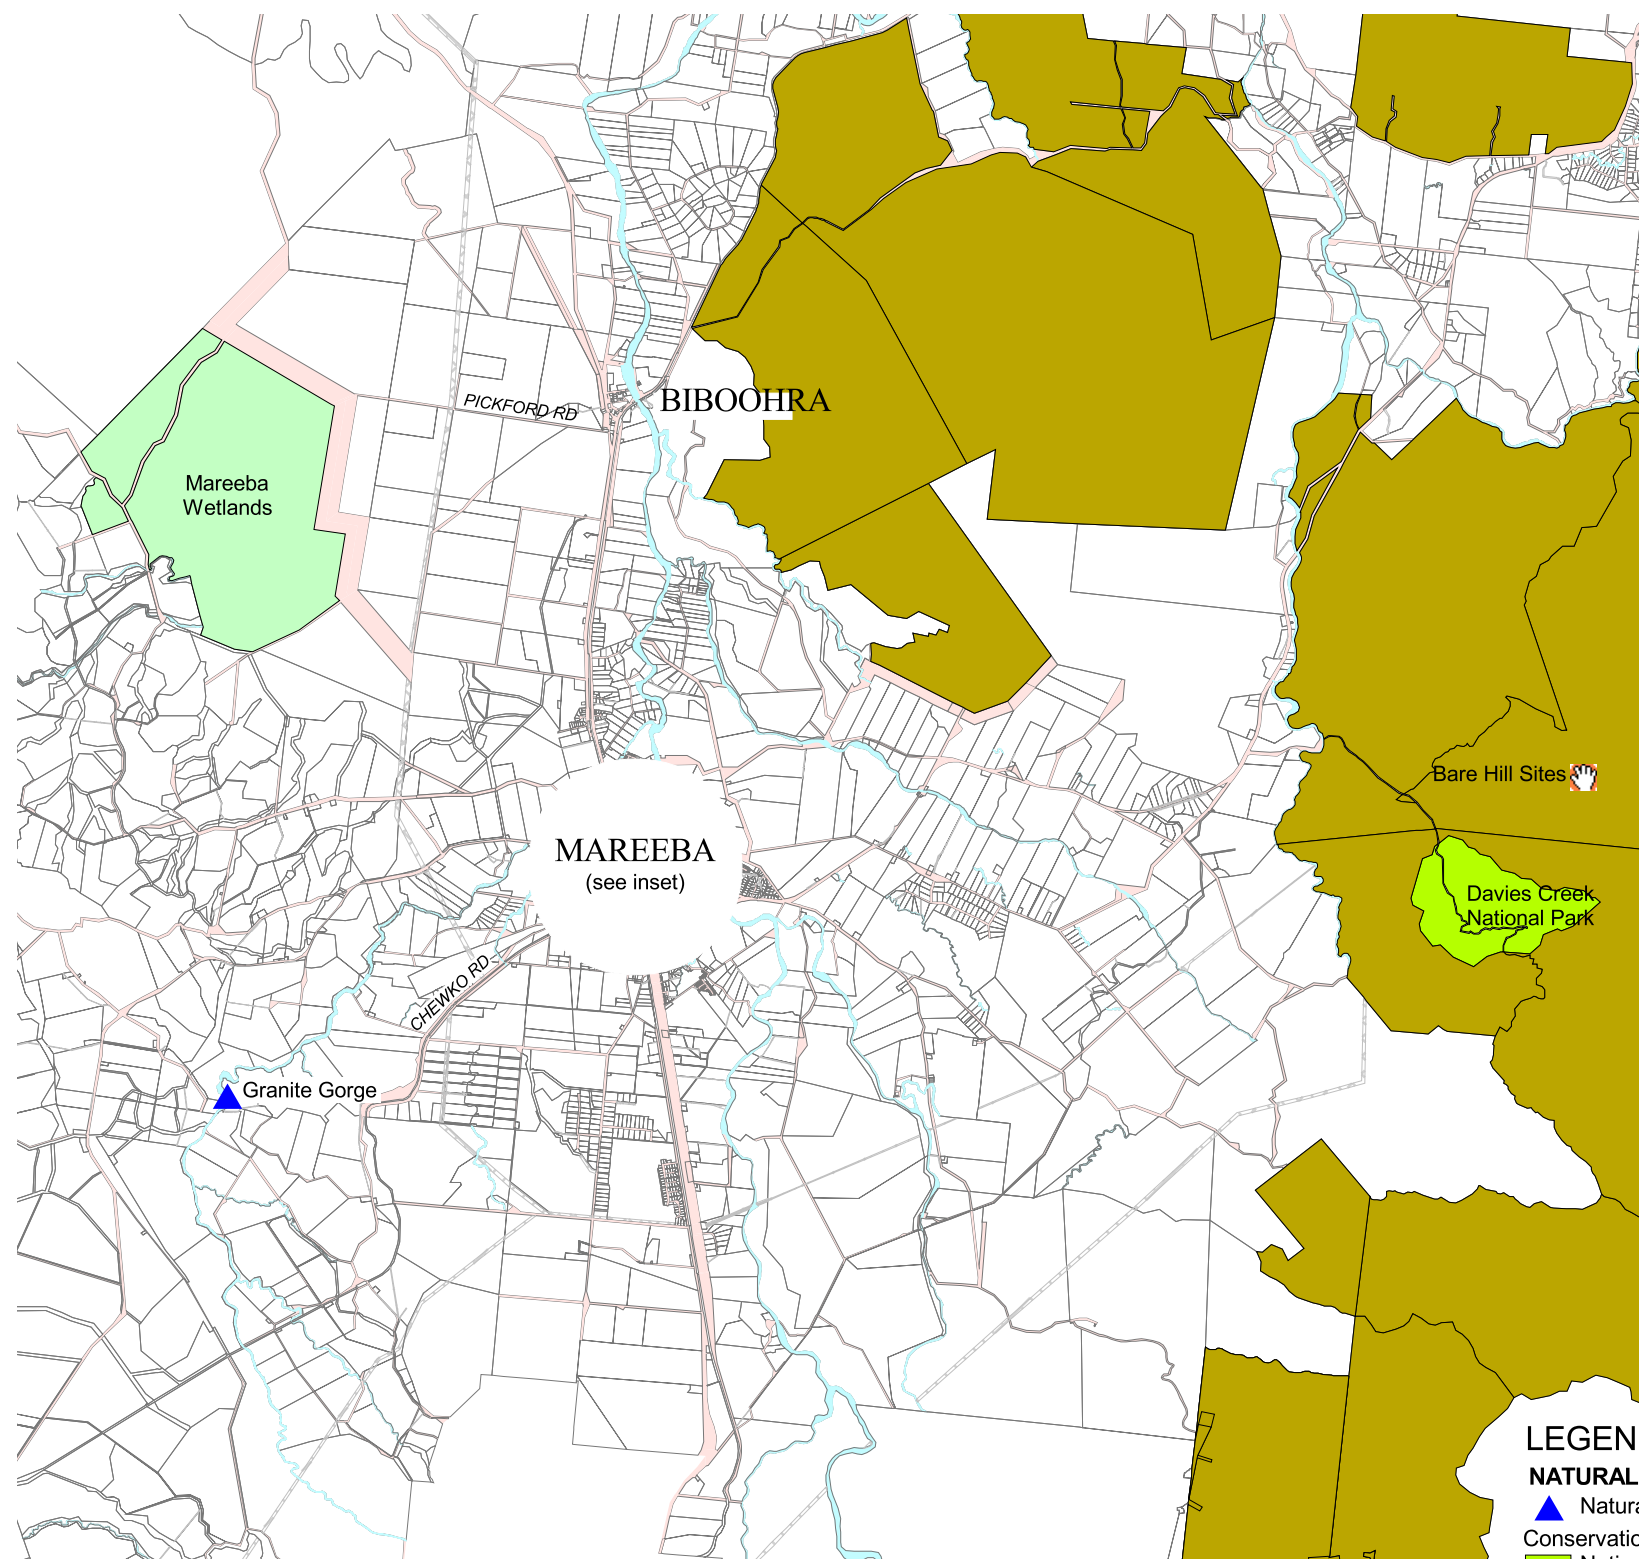 BIBOOHRA
PICKFORD RD
Mareeba
Wetlands
Bare Hill Sites
MAREEBA
(see inset)
Davies Creek
National Park
CHEWKO RD
Granite Gorge
LEGEN
NATURAL
Natura
Conservatio